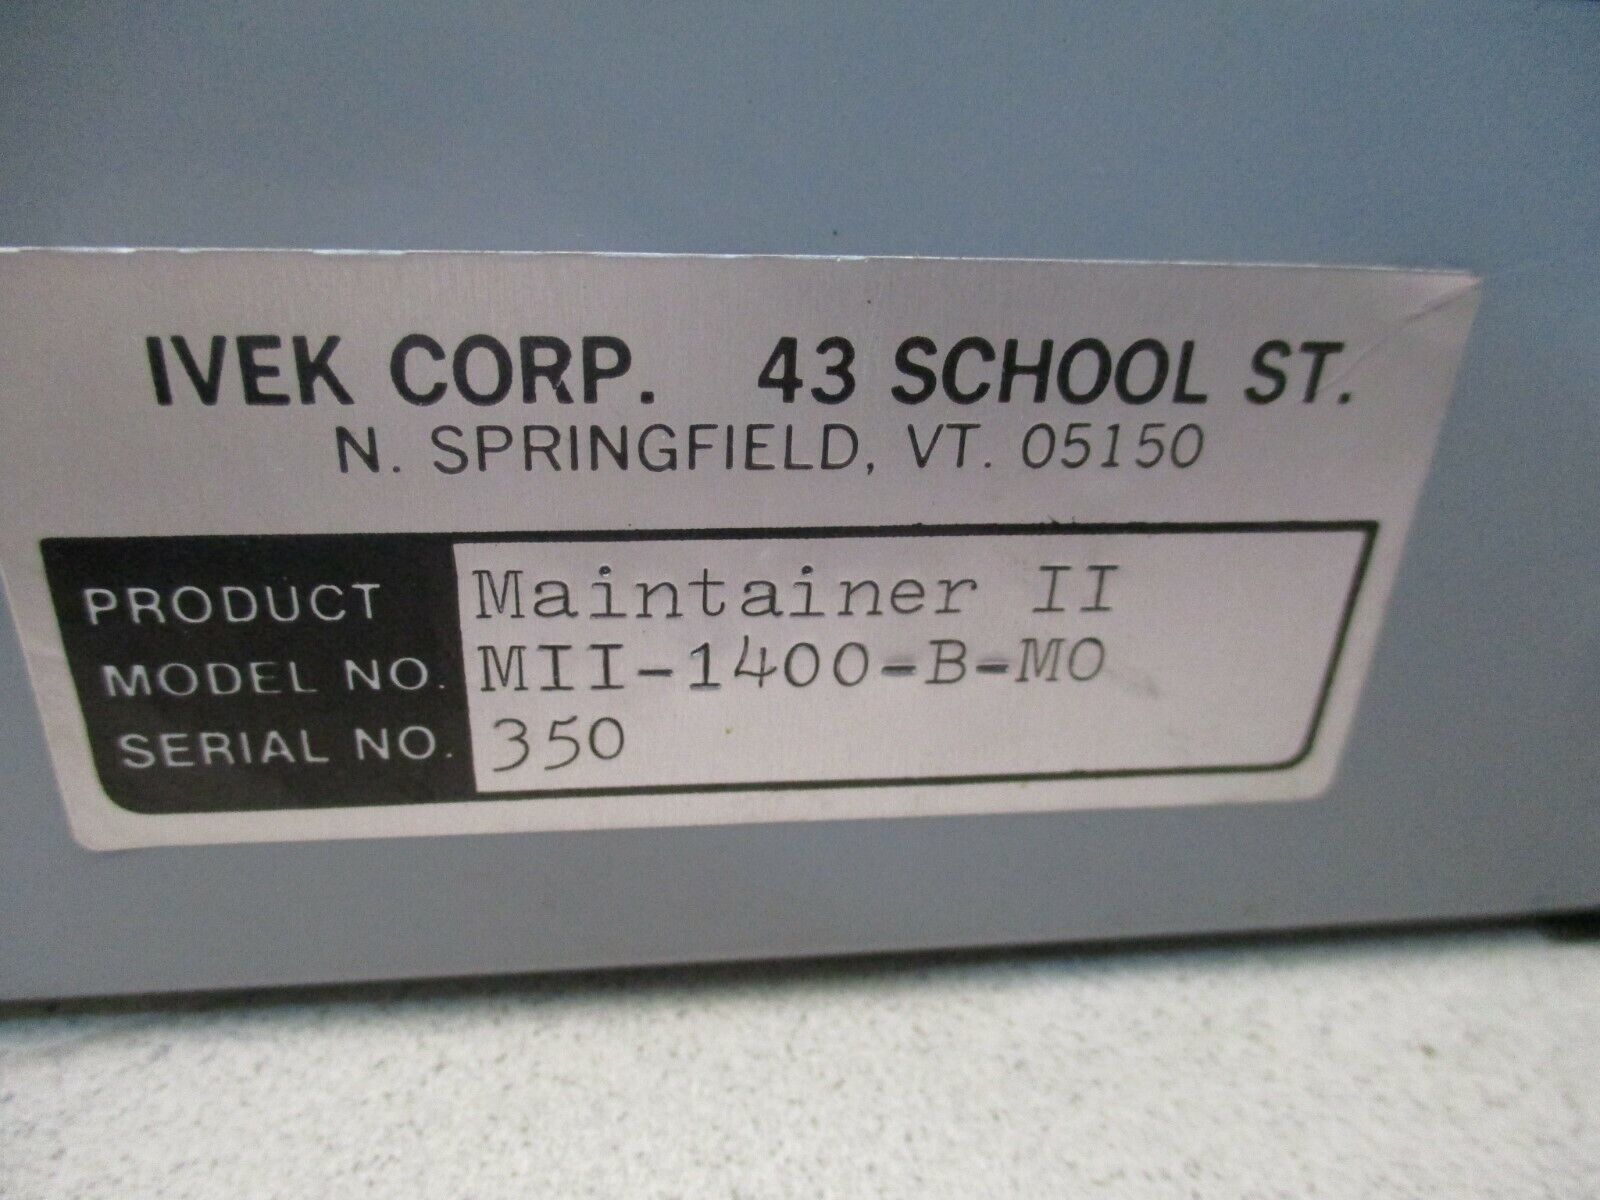 IVEK CORP. 43 SCHOOL ST.
N. SPRINGFIELD, VT. 05150
PRODUCT Maintainer II
MODEL NO. MII-1400-B-MO
SERIAL NO. 350